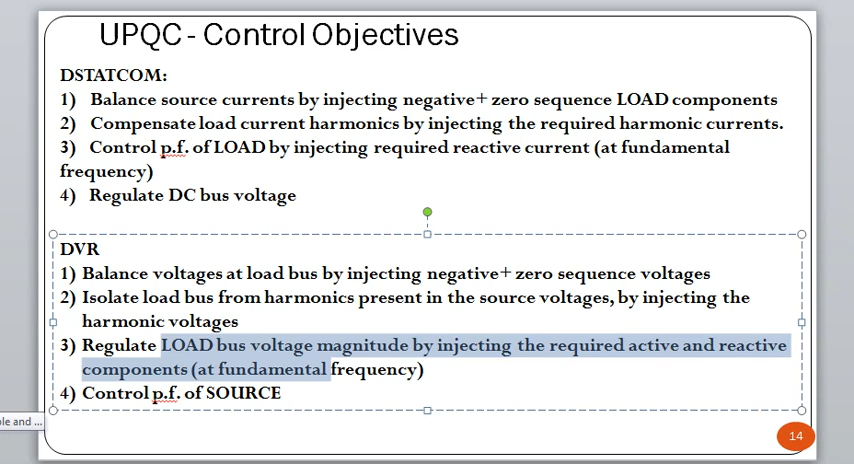 UPQC - Control Objectives
DSTATCOM:
1) Balance source currents by injecting negative+ zero sequence LOAD components
2) Compensate load current harmonics by injecting the required harmonic currents.
3) Control p.f. of LOAD by injecting required reactive current (at fundamental
frequency)
4) Regulate DC bus voltage
DVR
1) Balance voltages at load bus by injecting negative+ zero sequence voltages
2) Isolate load bus from harmonics present in the source voltages, by injecting the
harmonic voltages
3) Regulate LOAD bus voltage magnitude by injecting the required active and reactive
components (at fundamental frequency)
4) Control p.f. of SOURCE
ple and ...
14